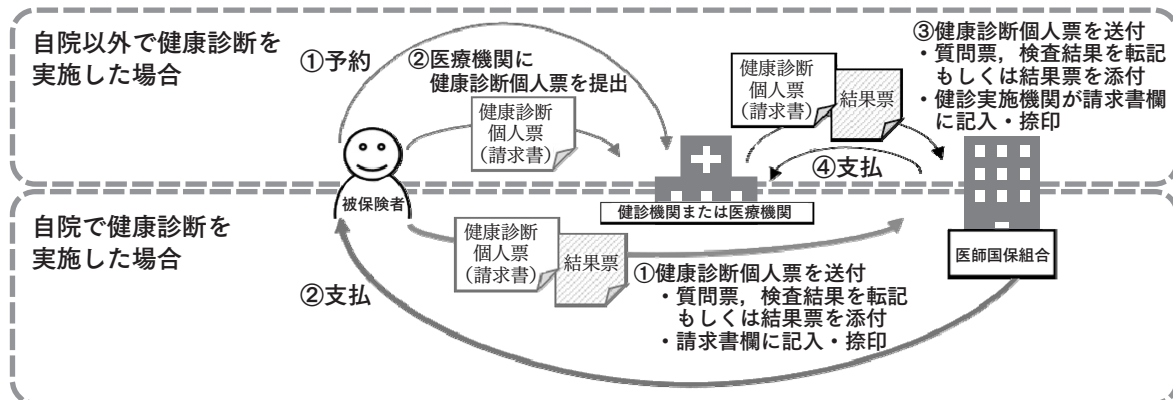 自院以外で健康診断を
実施した場合
①予約
②医療機関に
健康診断個人票を提出
健康診断
個人票
(請求書)
健康診断
個人票
(請求書)
結果票
③健康診断個人票を送付
・質問票，検査結果を転記
もしくは結果票を添付
・健診実施機関が請求書欄
に記入・捺印
④支払
被保険者
健診機関または医療機関
医師国保組合
自院で健康診断を
実施した場合
健康診断
個人票
(請求書)
結果票
①健康診断個人票を送付
・質問票，検査結果を転記
もしくは結果票を添付
・請求書欄に記入・捺印
②支払